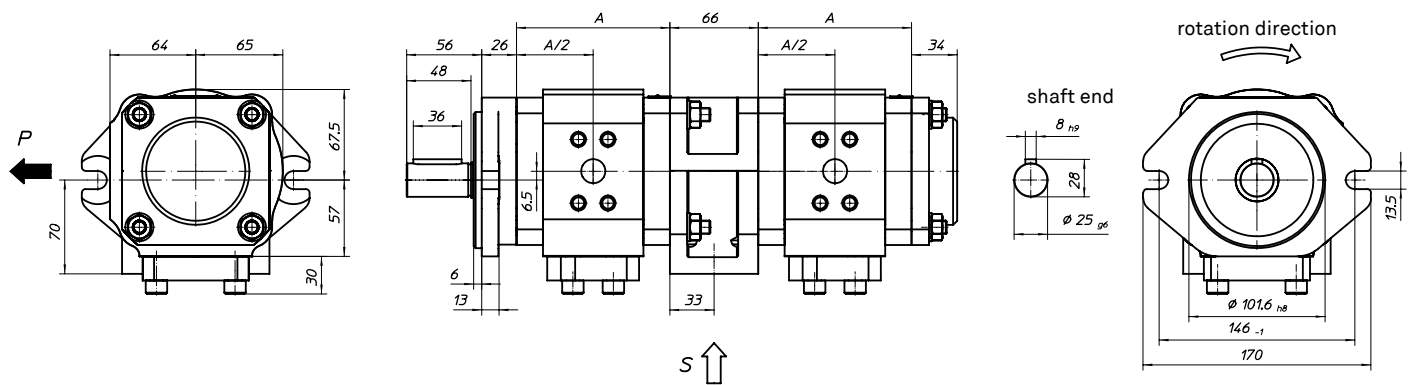 64
65
P
67.5
57
70
30
A
66
A
56
26
A/2
A/2
34
48
36
6.5
6
13
33
S
shaft end
8 h9
28
ø 25 g6
rotation direction
13.5
ø 101.6 h8
146 -1
170